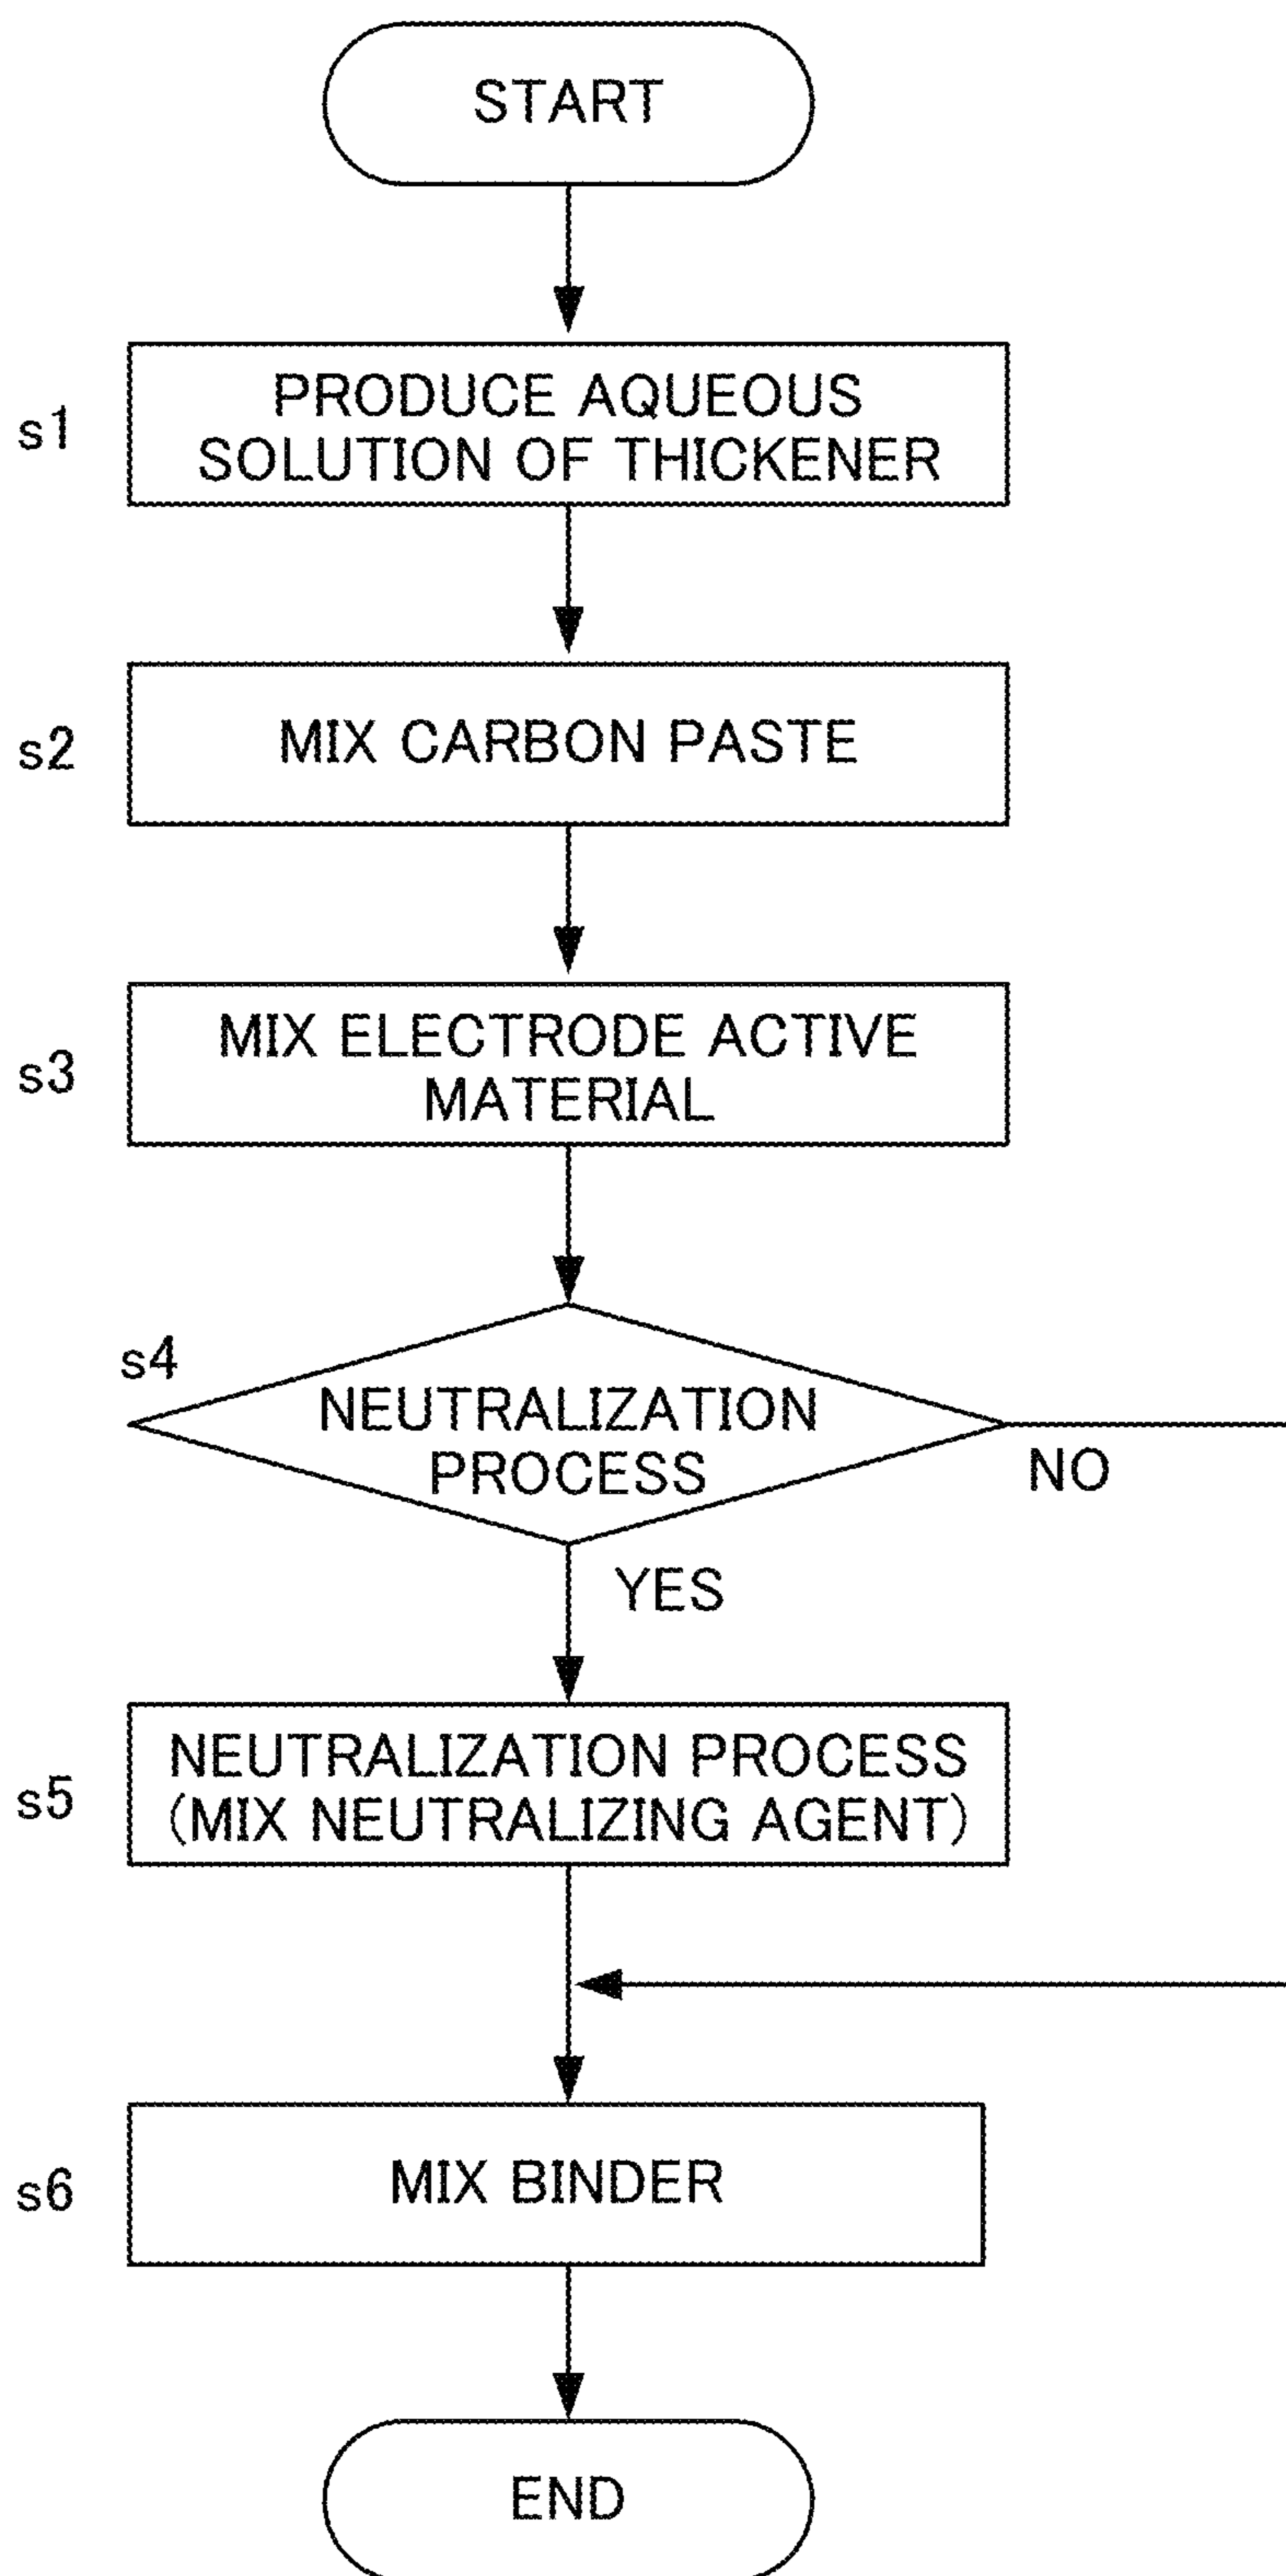 START
s1
PRODUCE AQUEOUS
SOLUTION OF THICKENER
s2
MIX CARBON PASTE
s3
MIX ELECTRODE ACTIVE
MATERIAL
s4
NEUTRALIZATION
PROCESS
NO
YES
s5
NEUTRALIZATION PROCESS
(MIX NEUTRALIZING AGENT)
s6
MIX BINDER
END